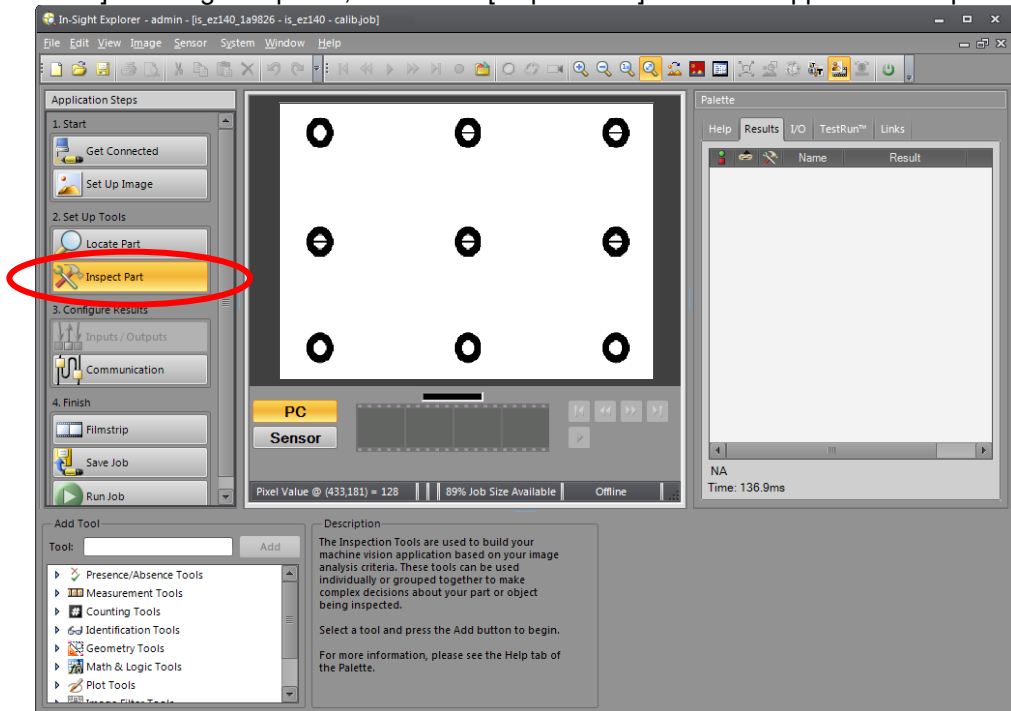 In-Sight Explorer - admin - [is_ez140_1a9826 - is_ez140 - calib.job]
File Edit View Image Sensor System Window Help
Application Steps
1. Start
Get Connected
Set Up Image
2. Set Up Tools
Locate Part
Inspect Part
3. Configure Results
Inputs / Outputs
Communication
4. Finish
Filmstrip
Save Job
Run Job
PC
Sensor
Pixel Value @ (433,181) = 128 89% Job Size Available Offline
Palette
Help Results I/O TestRun™ Links
Name Result
NA
Time: 136.9ms
Add Tool
Tool: Add
Presence/Absence Tools
Measurement Tools
Counting Tools
Identification Tools
Geometry Tools
Math & Logic Tools
Plot Tools
Image Filter Tools
Description
The Inspection Tools are used to build your
machine vision application based on your image
analysis criteria. These tools can be used
individually or grouped together to make
complex decisions about your part or object
being inspected.
Select a tool and press the Add button to begin.
For more information, please see the Help tab of
the Palette.